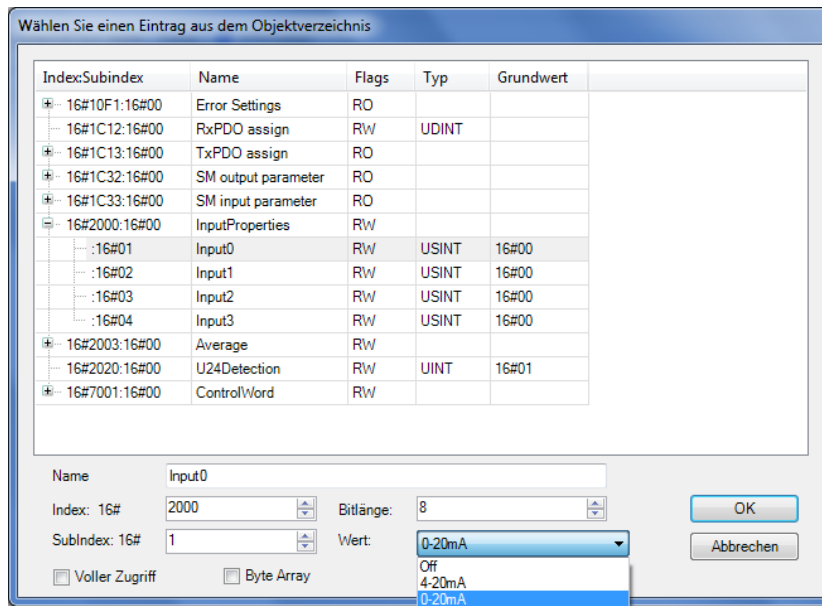 Wählen Sie einen Eintrag aus dem Objektverzeichnis
Index:Subindex Name Flags Typ Grundwert
16#10F1:16#00 Error Settings RO
16#1C12:16#00 RxPDO assign RW UDINT
16#1C13:16#00 TxPDO assign RO
16#1C32:16#00 SM output parameter RO
16#1C33:16#00 SM input parameter RO
16#2000:16#00 InputProperties RW
:16#01 Input0 RW USINT 16#00
:16#02 Input1 RW USINT 16#00
:16#03 Input2 RW USINT 16#00
:16#04 Input3 RW USINT 16#00
16#2003:16#00 Average RW
16#2020:16#00 U24Detection RW UINT 16#01
16#7001:16#00 ControlWord RW
Name Input0
Index: 16# 2000 Bitlänge: 8 OK
SubIndex: 16# 1 Wert: 0-20mA Abbrechen
Off
Voller Zugriff Byte Array 4-20mA
0-20mA